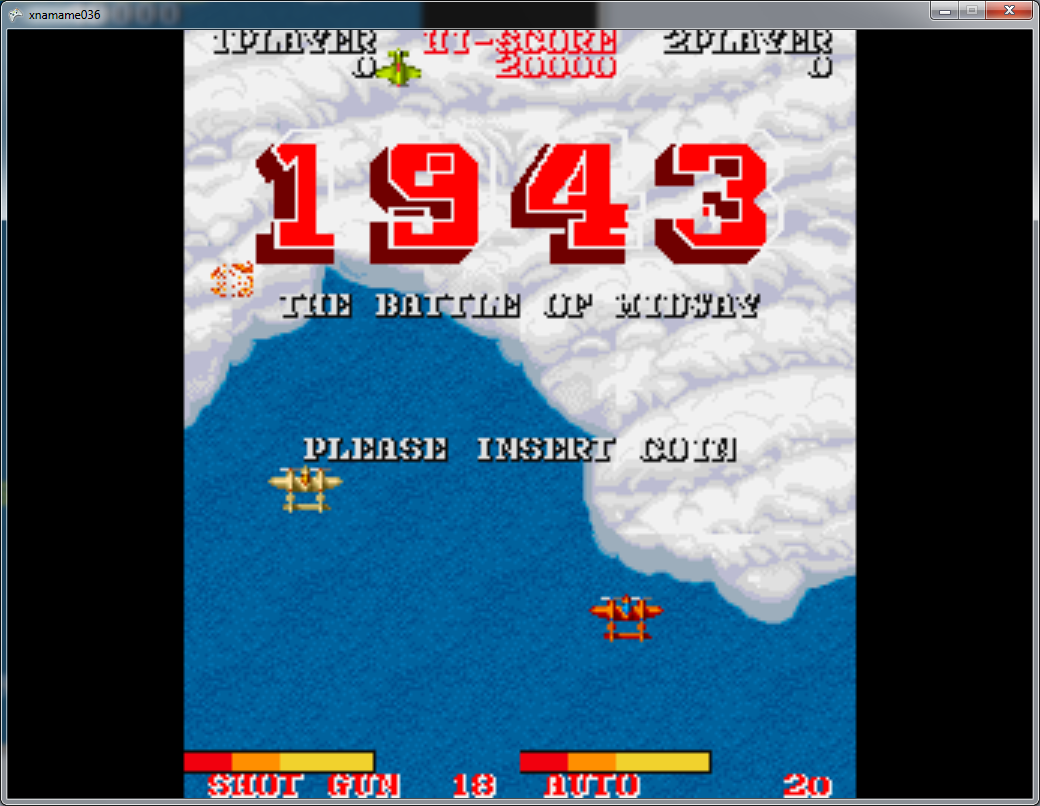 xnamame036
1PLAYER HI-SCORE 2PLAYER
0 20000 0
1943
THE BATTLE OF MIDWAY
PLEASE INSERT COIN
SHOT GUN 18 AUTO 20